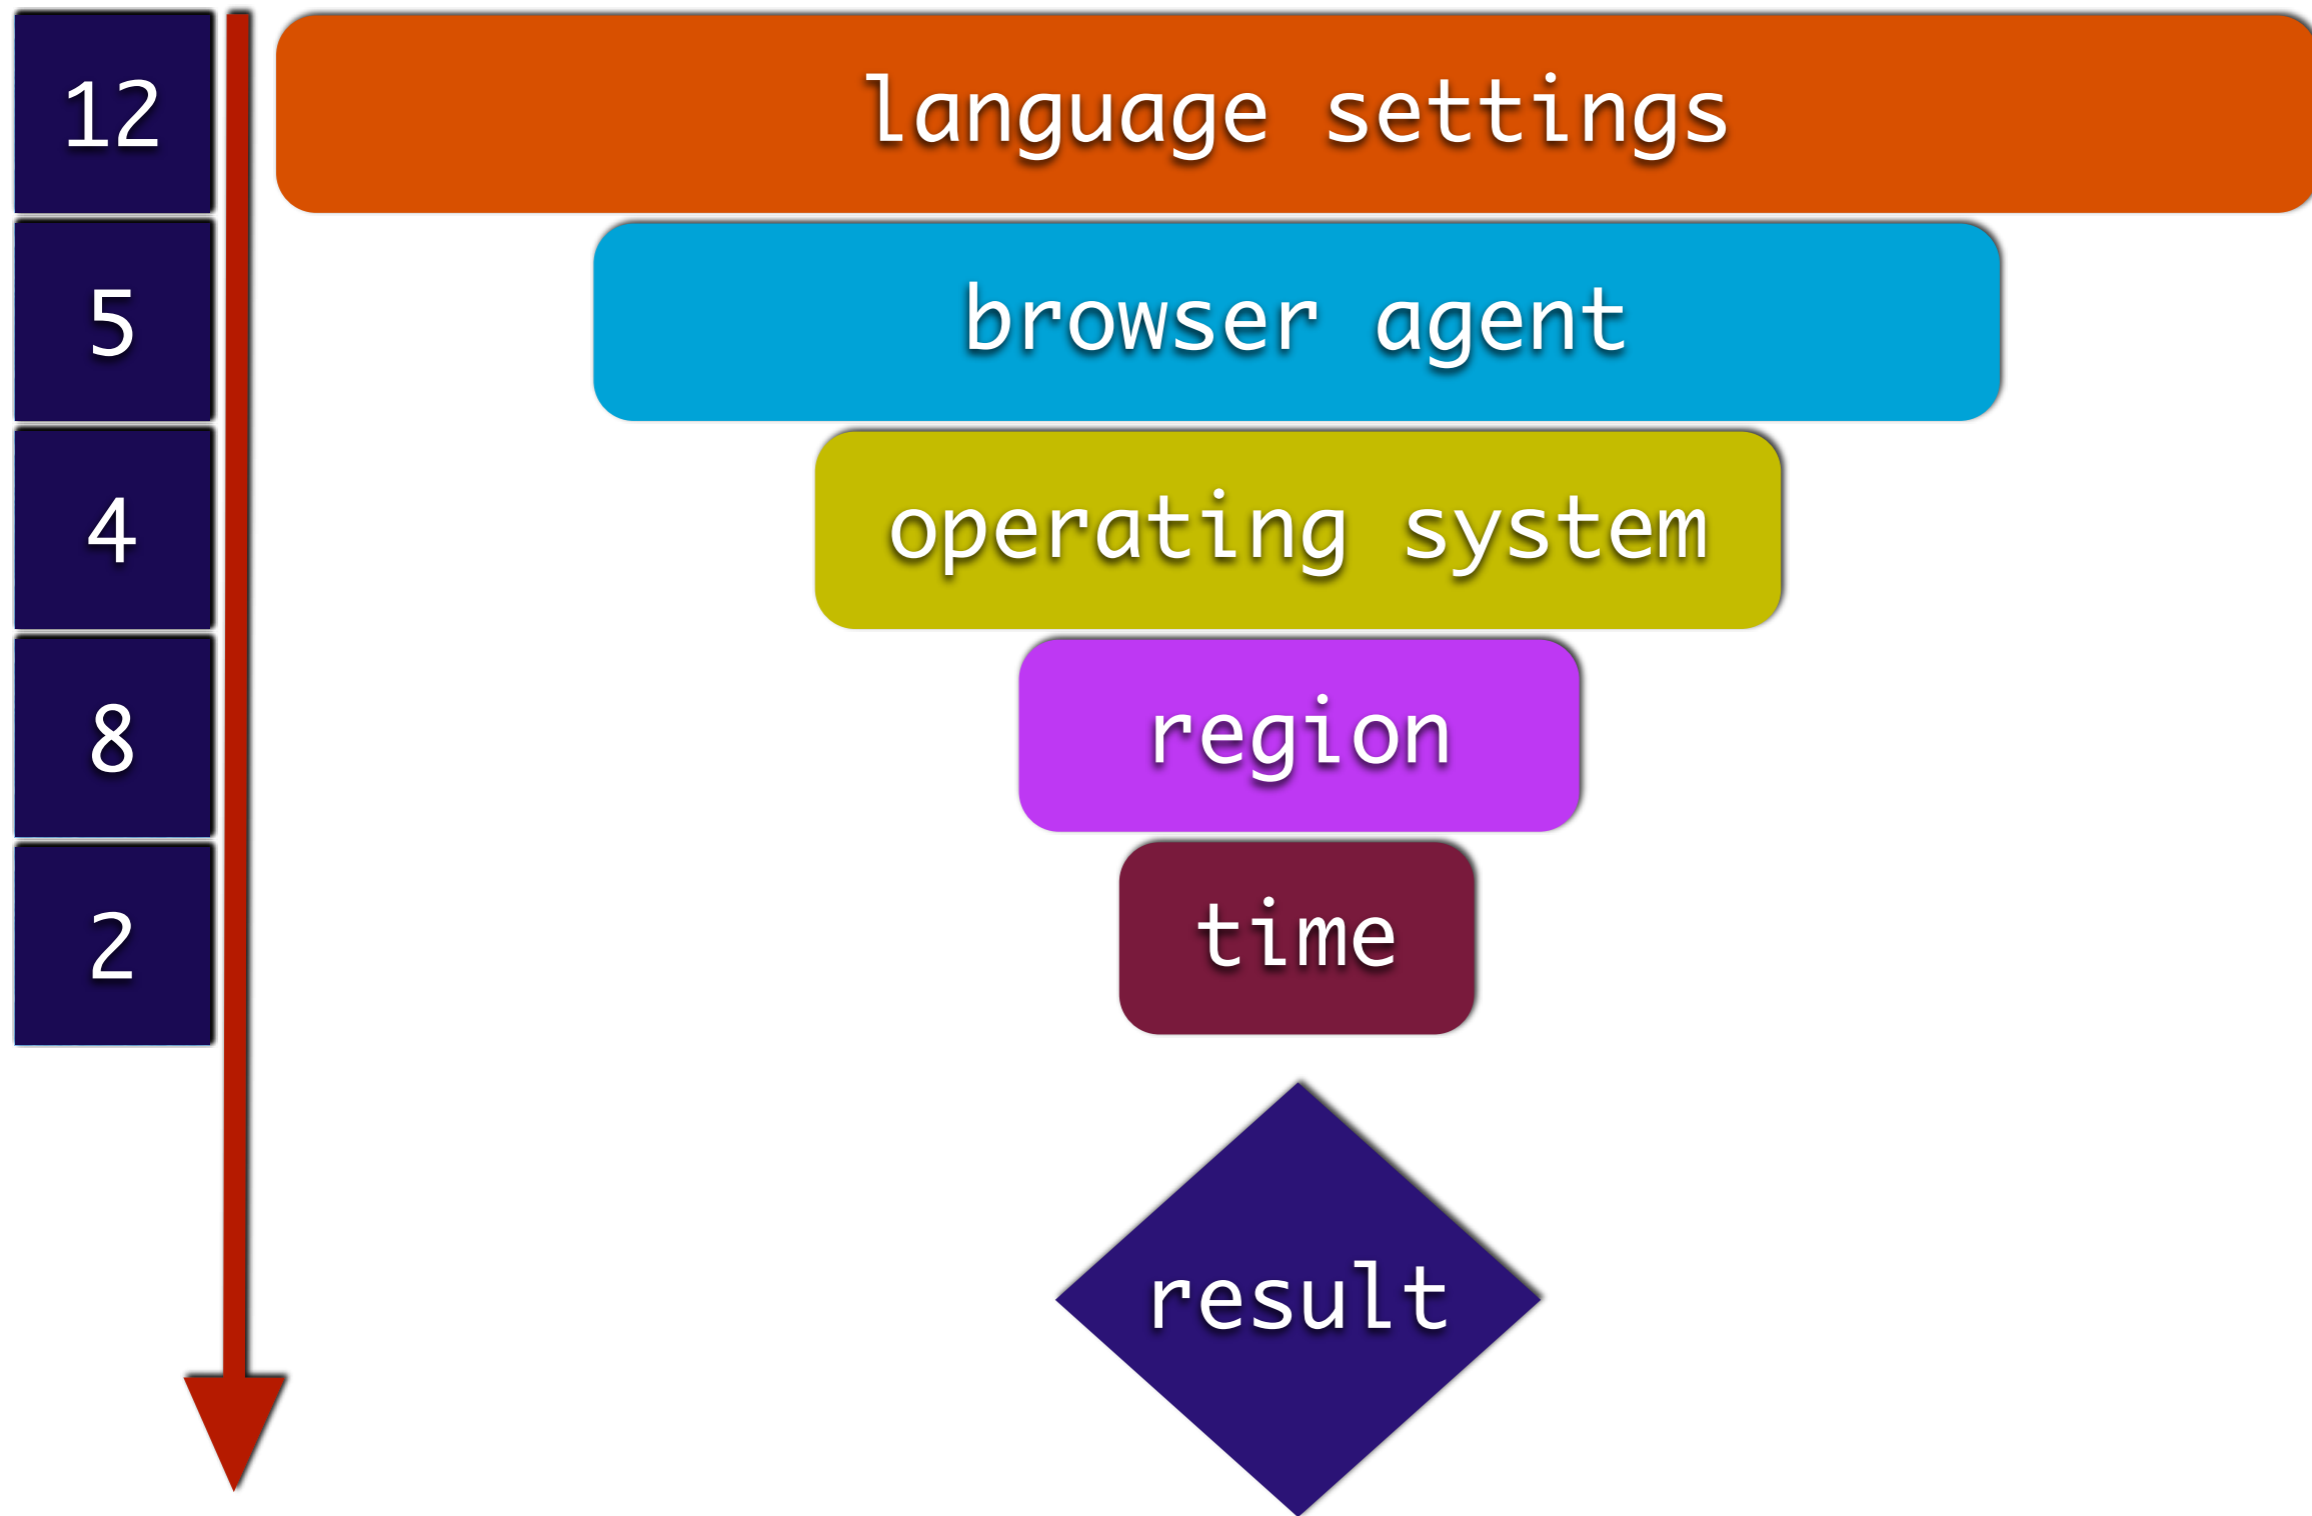 12 language settings
5 browser agent
4 operating system
8 region
2 time
result